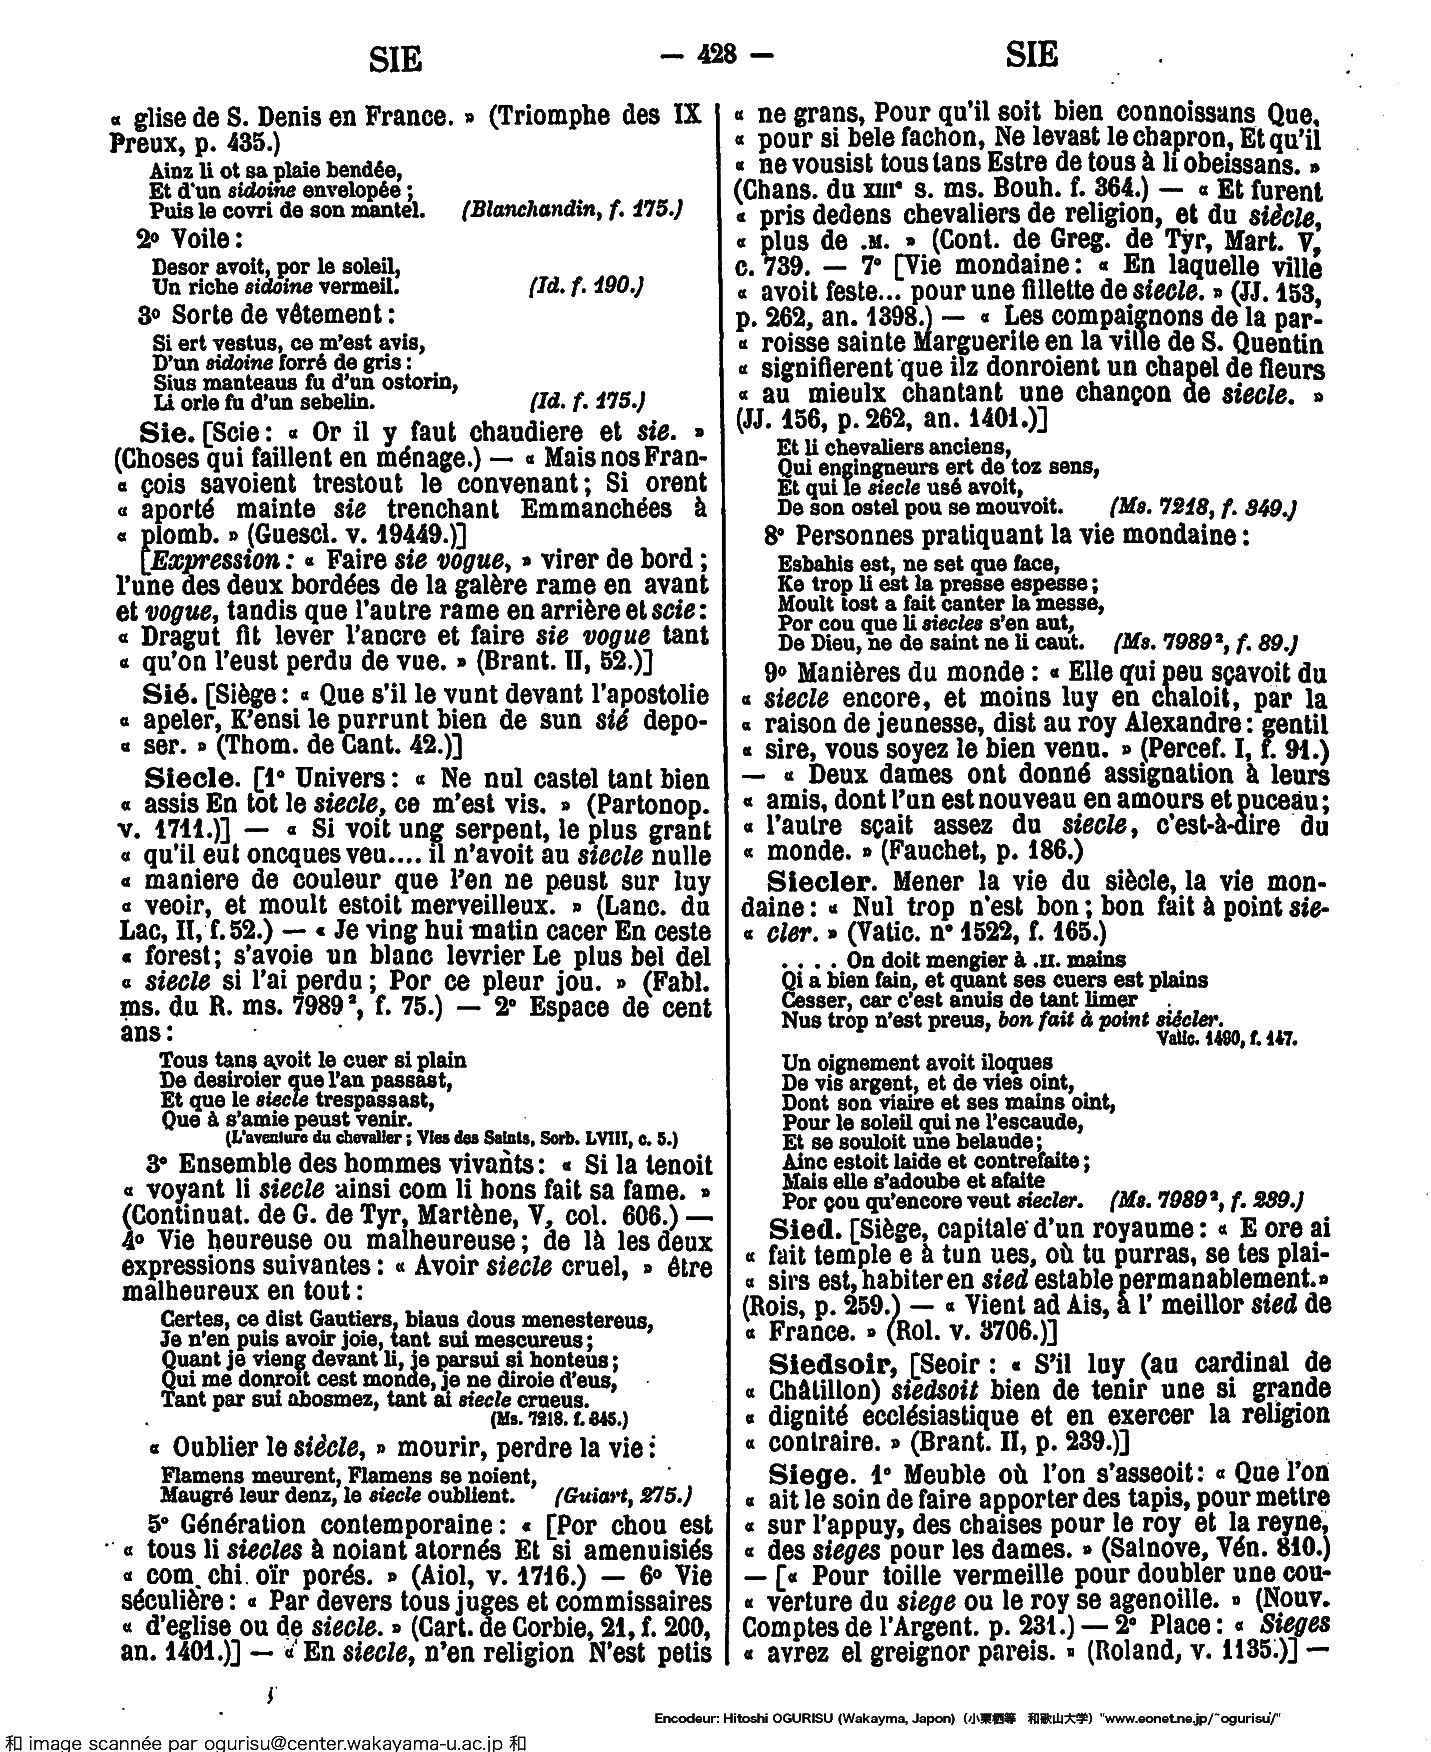 SIE — 428 — SIE
« glise de S. Denis en France. » (Triomphe des IX
Preux, p. 435.)
Ainz li ot sa plaie bendée,
Et d'un sidoine envelopée ;
Puis le covri de son mantel. (Blanchandin, f. 175.)
2º Voile :
Desor avoit, por le soleil,
Un riche sidoine vermeil. (Id. f. 190.)
3º Sorte de vêtement :
Si ert vestus, ce m'est avis,
D'un sidoine forré de gris :
Sius manteaus fu d'un ostorin,
Li orle fu d'un sebelin. (Id. f. 175.)
Sie. [Scie : « Or il y faut chaudiere et sie. »
(Choses qui faillent en ménage.) — « Mais nos Fran-
« çois savoient trestout le convenant ; Si orent
« aporté mainte sie trenchant Emmanchées à
« plomb. » (Guescl. v. 19449.)]
[Expression : « Faire sie vogue, » virer de bord ;
l'une des deux bordées de la galère rame en avant
et vogue, tandis que l'autre rame en arrière et scie :
« Dragut fit lever l'ancre et faire sie vogue tant
« qu'on l'eust perdu de vue. » (Brant. II, 52.)]
Sié. [Siège : « Que s'il le vunt devant l'apostolie
« apeler, K'ensi le purrunt bien de sun sié depo-
« ser. » (Thom. de Cant. 42.)]
Siecle. [1º Univers : « Ne nul castel tant bien
« assis En tot le siecle, ce m'est vis. » (Partonop.
v. 1711.)] — « Si voit ung serpent, le plus grant
« qu'il eut oncques veu.... il n'avoit au siecle nulle
« maniere de couleur que l'en ne peust sur luy
« veoir, et moult estoit merveilleux. » (Lanc. du
Lac, II, f. 52.) — « Je ving hui matin cacer En ceste
« forest ; s'avoie un blanc levrier Le plus bel del
« siecle si l'ai perdu ; Por ce pleur jou. » (Fabl.
ms. du R. ms. 7989², f. 75.) — 2º Espace de cent
ans :
Tous tans avoit le cuer si plain
De desiroier que l'an passast,
Et que le siecle trespassast,
Que à s'amie peust venir.
(L'aventure du chevalier ; Vies des Saints, Sorb. LVIII, c. 5.)
3º Ensemble des hommes vivants : « Si la tenoit
« voyant li siecle ainsi com li bons fait sa fame. »
(Continuat. de G. de Tyr, Martène, V, col. 606.) —
4º Vie heureuse ou malheureuse ; de là les deux
expressions suivantes : « Avoir siecle cruel, » être
malheureux en tout :
Certes, ce dist Gautiers, biaus dous menestereus,
Je n'en puis avoir joie, tant sui mescureus ;
Quant je vieng devant li, je parsui si honteus ;
Qui me donroit cest monde, je ne diroie d'eus,
Tant par sui abosmez, tant ai siecle crueus.
(Ms. 7218. f. 345.)
« Oublier le siècle, » mourir, perdre la vie :
Flamens meurent, Flamens se noient,
Maugré leur denz, le siecle oublient. (Guiart, 275.)
5º Génération contemporaine : « [Por chou est
« tous li siecles à noiant atornés Et si amenuisiés
« com chi oïr porés. » (Aiol, v. 1716.) — 6º Vie
séculière : « Par devers tous juges et commissaires
« d'eglise ou de siecle. » (Cart. de Corbie, 21, f. 200,
an. 1401.)] — « En siecle, n'en religion N'est petis
« ne grans, Pour qu'il soit bien connoissans Que,
« pour si bele fachon, Ne levast le chapron, Et qu'il
« ne vousist tous tans Estre de tous à li obeissans. »
(Chans. du XIIIᵉ s. ms. Bouh. f. 364.) — « Et furent
« pris dedens chevaliers de religion, et du siècle,
« plus de .M. » (Cont. de Greg. de Tyr, Mart. V,
c. 739. — 7º [Vie mondaine : « En laquelle ville
« avoit feste... pour une fillette de siecle. » (JJ. 153,
p. 262, an. 1398.) — « Les compaignons de la par-
« roisse sainte Marguerite en la ville de S. Quentin
« signifierent que ilz donroient un chapel de fleurs
« au mieulx chantant une chançon de siecle. »
(JJ. 156, p. 262, an. 1401.)]
Et li chevaliers anciens,
Qui engingneurs ert de toz sens,
Et qui le siecle usé avoit,
De son ostel pou se mouvoit. (Ms. 7218, f. 349.)
8º Personnes pratiquant la vie mondaine :
Esbahis est, ne set que face,
Ke trop li est la presse espesse ;
Moult tost a fait canter la messe,
Por cou que li siecles s'en aut,
De Dieu, ne de saint ne li caut. (Ms. 7989², f. 89.)
9º Manières du monde : « Elle qui peu sçavoit du
« siecle encore, et moins luy en chaloit, par la
« raison de jeunesse, dist au roy Alexandre : gentil
« sire, vous soyez le bien venu. » (Percef. I, f. 91.)
— « Deux dames ont donné assignation à leurs
« amis, dont l'un est nouveau en amours et puceau ;
« l'autre sçait assez du siecle, c'est-à-dire du
« monde. » (Fauchet, p. 186.)
Siecler. Mener la vie du siècle, la vie mon-
daine : « Nul trop n'est bon ; bon fait à point sie-
« cler. » (Vatic. nº 1522, f. 165.)
. . . . On doit mengier à .II. mains
Qi a bien fain, et quant ses cuers est plains
Cesser, car c'est anuis de tant limer
Nus trop n'est preus, bon fait à point siécler.
Vatic. 1490, f. 147.
Un oignement avoit iloques
De vis argent, et de vies oint,
Dont son viaire et ses mains oint,
Pour le soleil qui ne l'escaude,
Et se souloit une belaude ;
Ainc estoit laide et contrefaite ;
Mais elle s'adoube et afaite
Por çou qu'encore veut siecler. (Ms. 7989², f. 239.)
Sied. [Siège, capitale d'un royaume : « E ore ai
« fait temple e à tun ues, où tu purras, se tes plai-
« sirs est, habiter en sied estable permanablement. »
(Rois, p. 259.) — « Vient ad Ais, à l' meillor sied de
« France. » (Rol. v. 3706.)]
Siedsoir, [Seoir : « S'il luy (au cardinal de
« Châtillon) siedsoit bien de tenir une si grande
« dignité ecclésiastique et en exercer la religion
« contraire. » (Brant. II, p. 239.)]
Siege. 1º Meuble où l'on s'asseoit : « Que l'on
« ait le soin de faire apporter des tapis, pour mettre
« sur l'appuy, des chaises pour le roy et la reyne,
« des sieges pour les dames. » (Salnove, Vén. 310.)
— [« Pour toille vermeille pour doubler une cou-
« verture du siege ou le roy se agenoille. » (Nouv.
Comptes de l'Argent. p. 231.) — 2º Place : « Sieges
« avrez el greignor pareis. » (Roland, v. 1135.)] —
Encodeur: Hitoshi OGURISU (Wakayma, Japon) (小栗栖等 和歌山大学) "www.eonet.ne.jp/~ogurisu/"
和 image scannée par ogurisu@center.wakayama-u.ac.jp 和